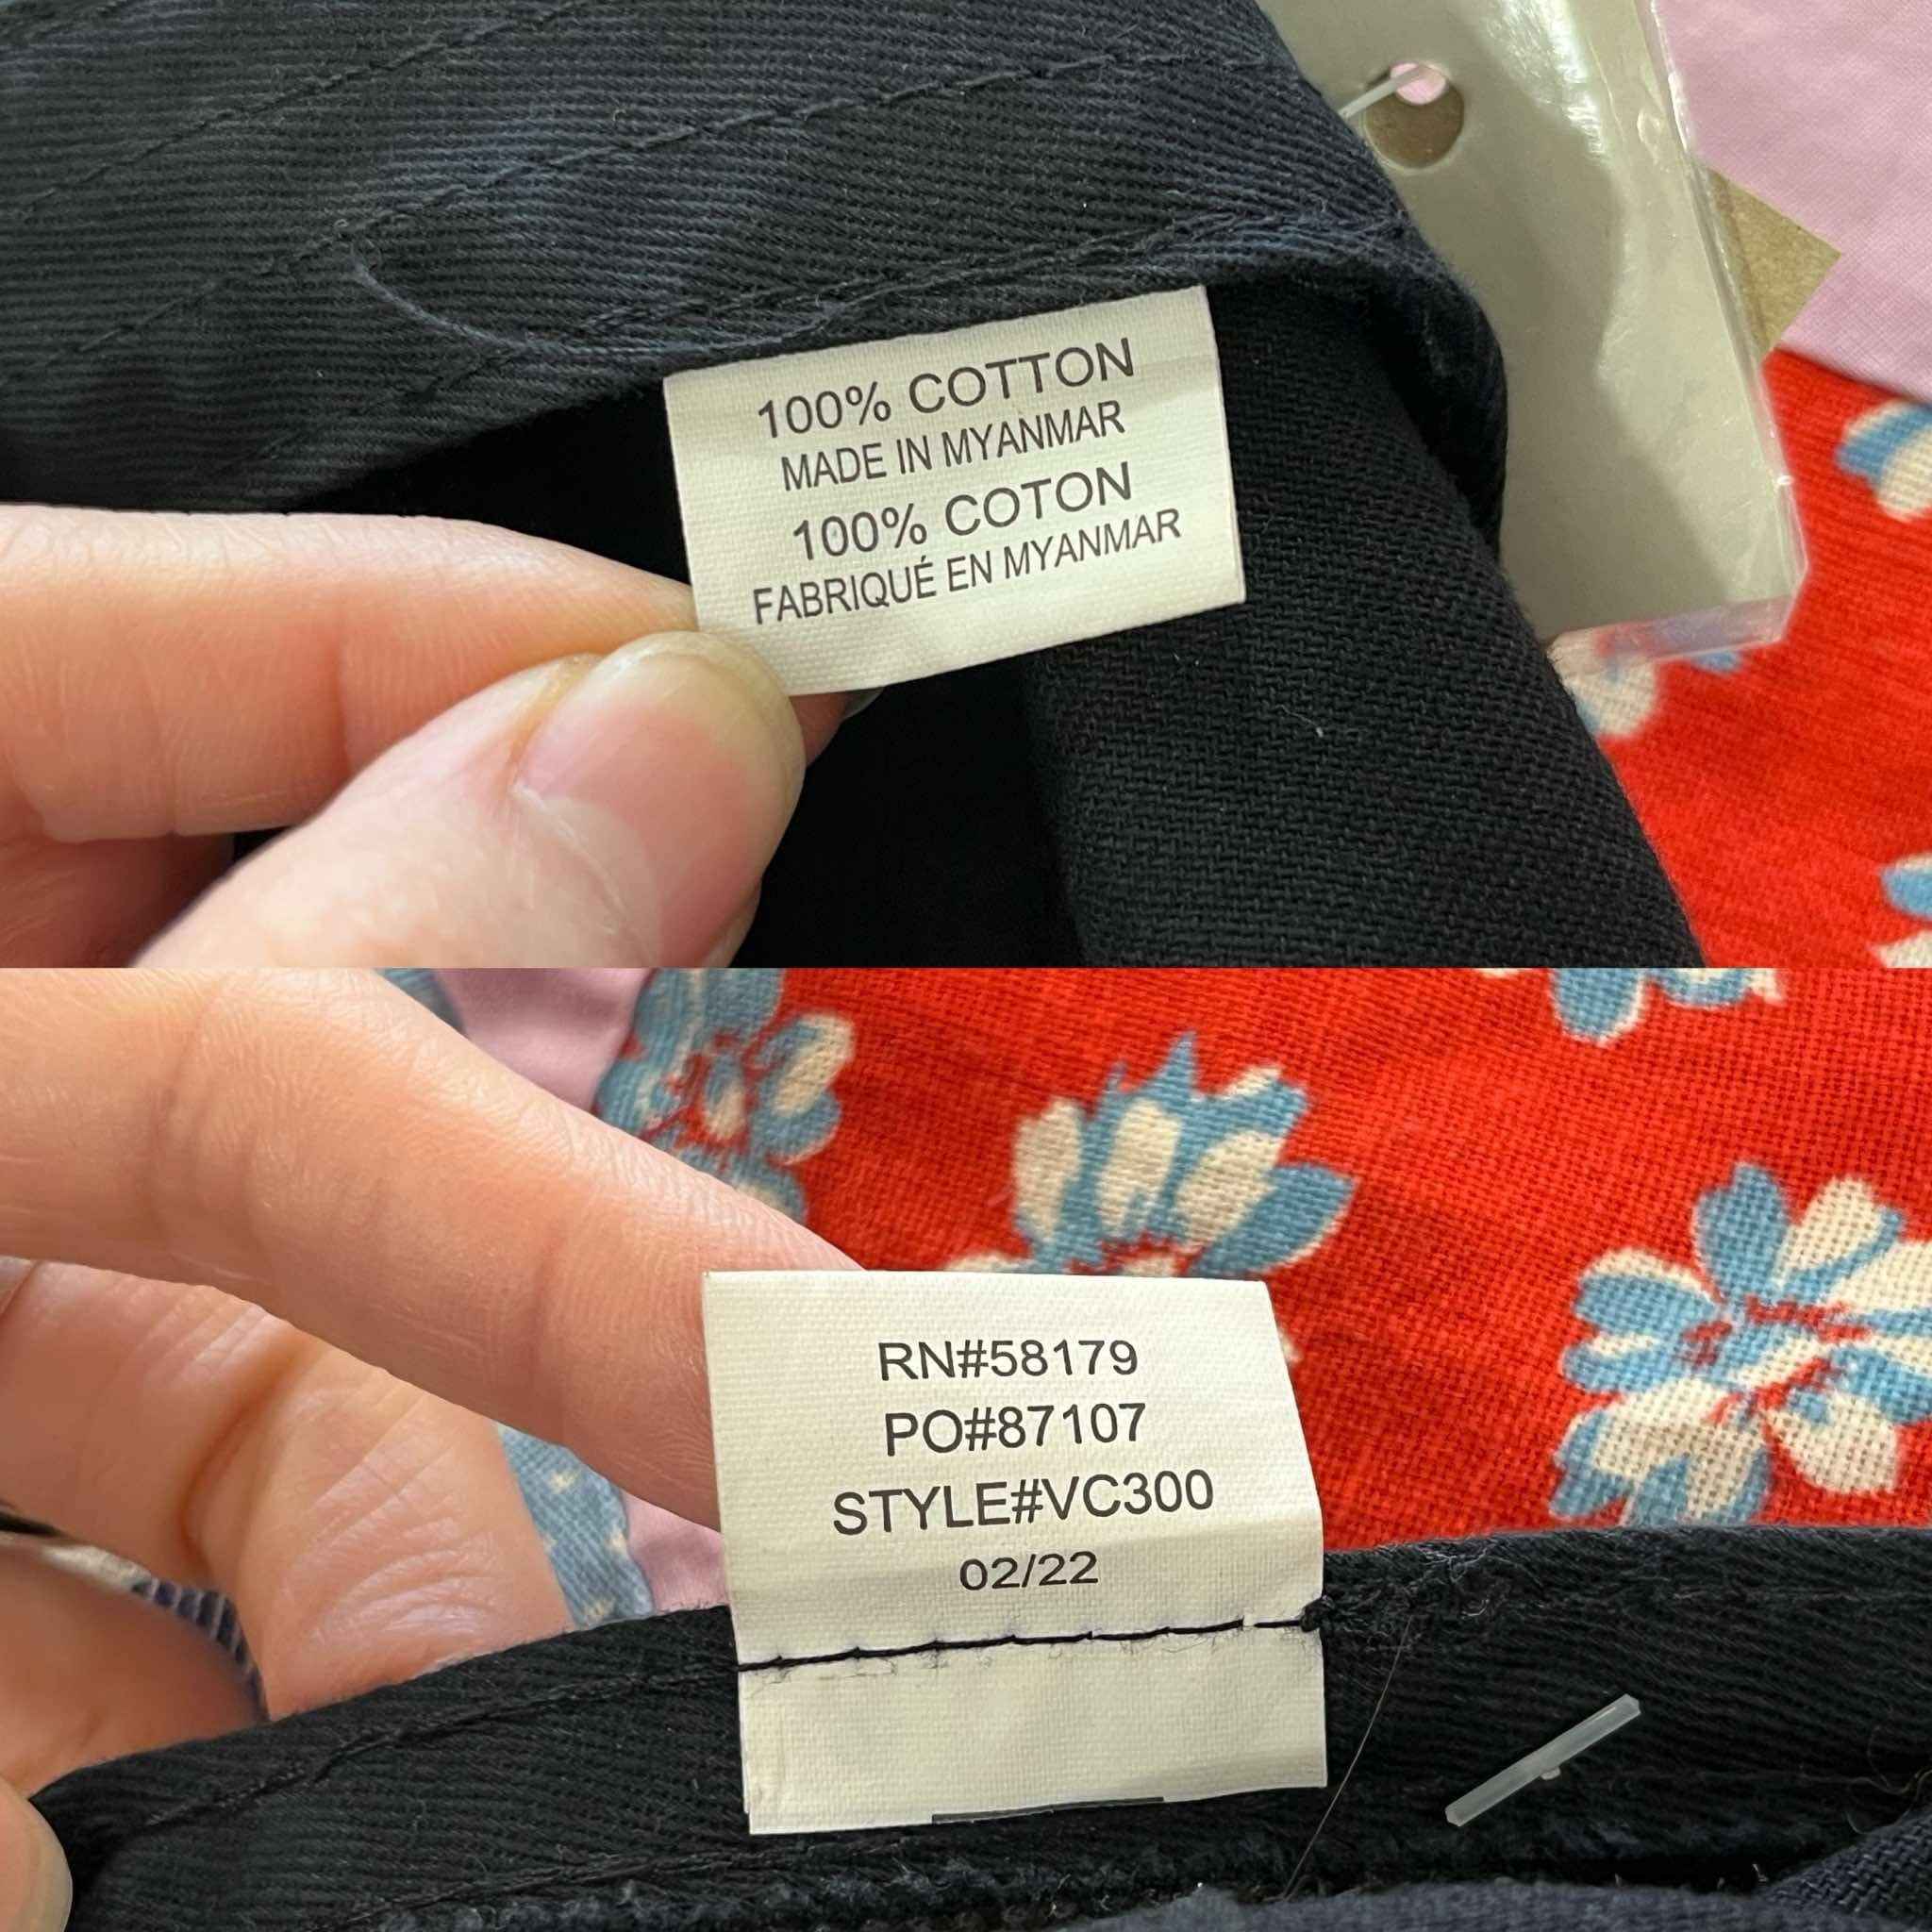 100% COTTON
MADE IN MYANMAR
100% COTON
FABRIQUÉ EN MYANMAR
RN#58179
PO#87107
STYLE#VC300
02/22